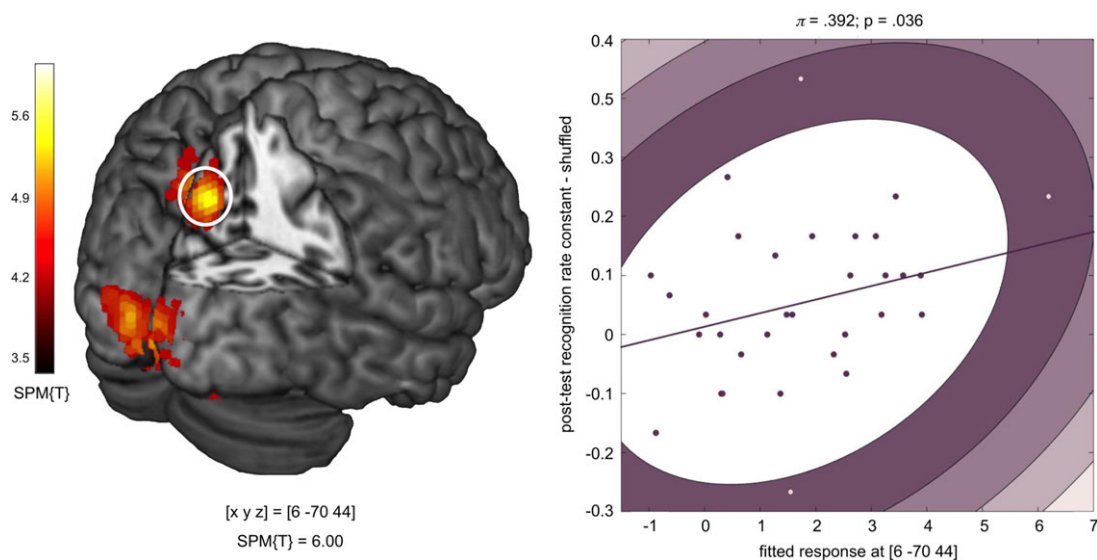 5.6
4.9
4.2
3.5
SPM{T}
[x y z] = [6 -70 44]
SPM{T} = 6.00
π = .392; p = .036
post-test recognition rate constant - shuffled
0.4
0.5
0.3
0.2
0.1
0
-0.1
-0.2
-0.3
-1 0 1 2 3 4 5 6 7
fitted response at [6 -70 44]